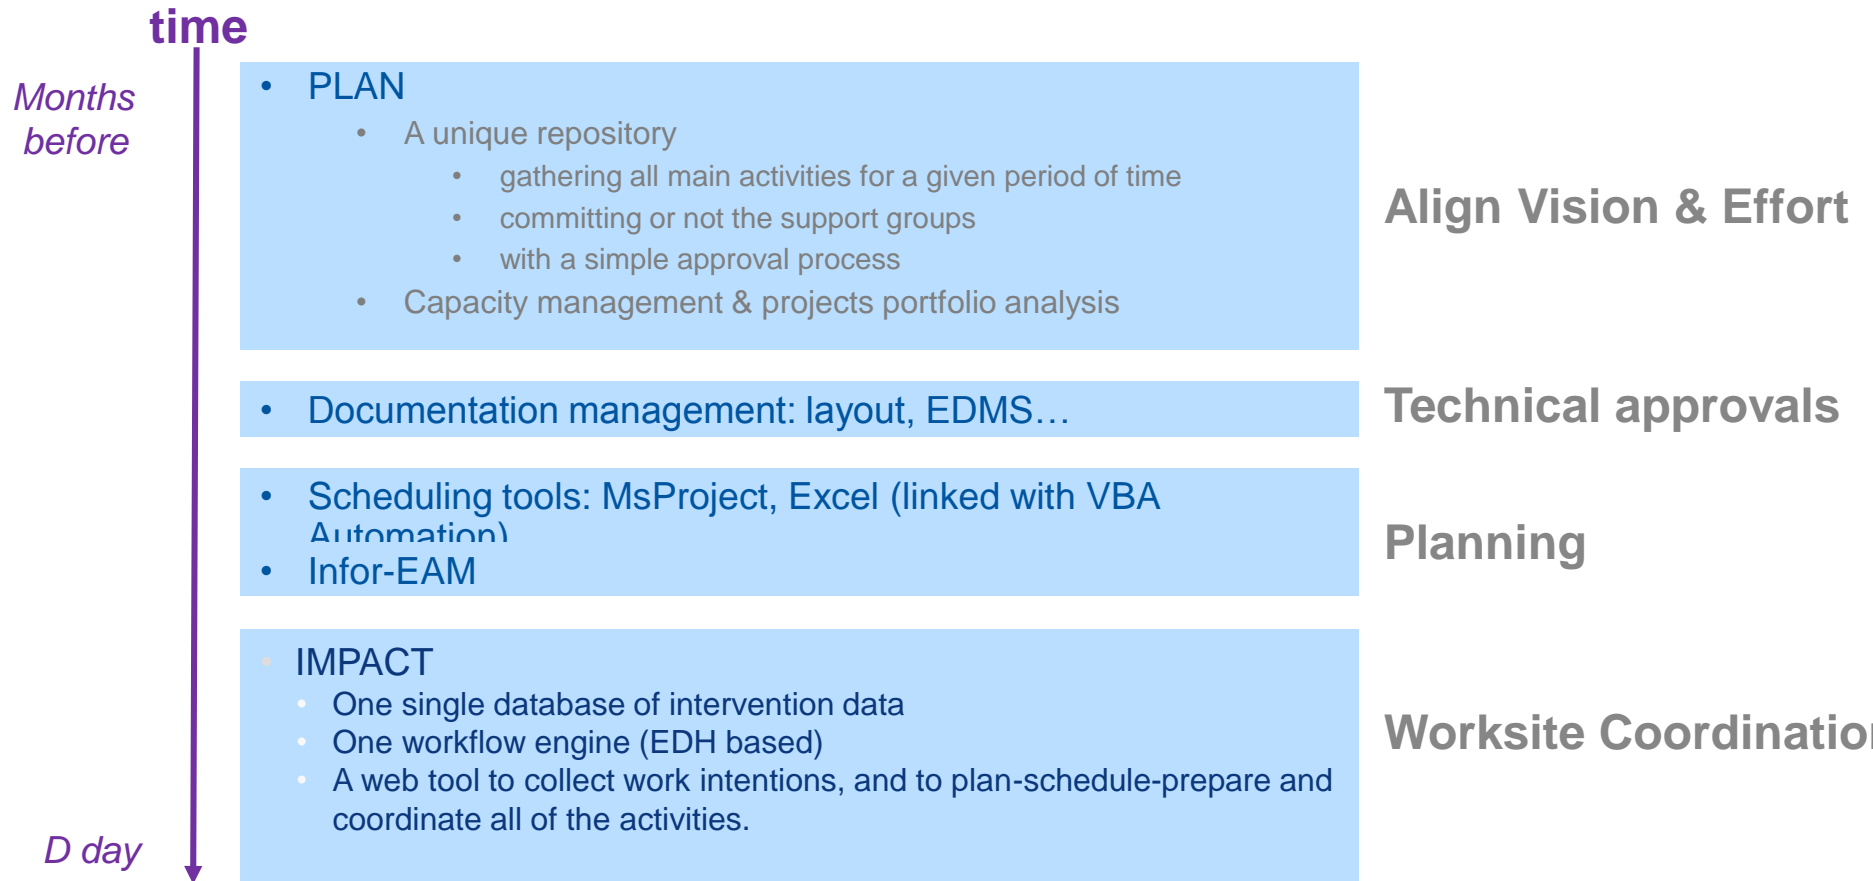 time
Months
before
• PLAN
• A unique repository
• gathering all main activities for a given period of time
• committing or not the support groups
• with a simple approval process
• Capacity management & projects portfolio analysis
Align Vision & Effort
• Documentation management: layout, EDMS…
Technical approvals
• Scheduling tools: MsProject, Excel (linked with VBA
Automation)
• Infor-EAM
Planning
• IMPACT
• One single database of intervention data
• One workflow engine (EDH based)
• A web tool to collect work intentions, and to plan-schedule-prepare and
coordinate all of the activities.
Worksite Coordination
D day